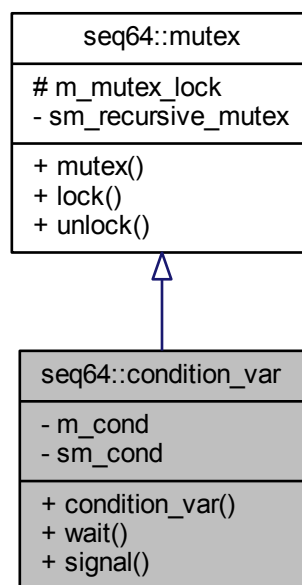 seq64::mutex
# m_mutex_lock
- sm_recursive_mutex
+ mutex()
+ lock()
+ unlock()
seq64::condition_var
- m_cond
- sm_cond
+ condition_var()
+ wait()
+ signal()